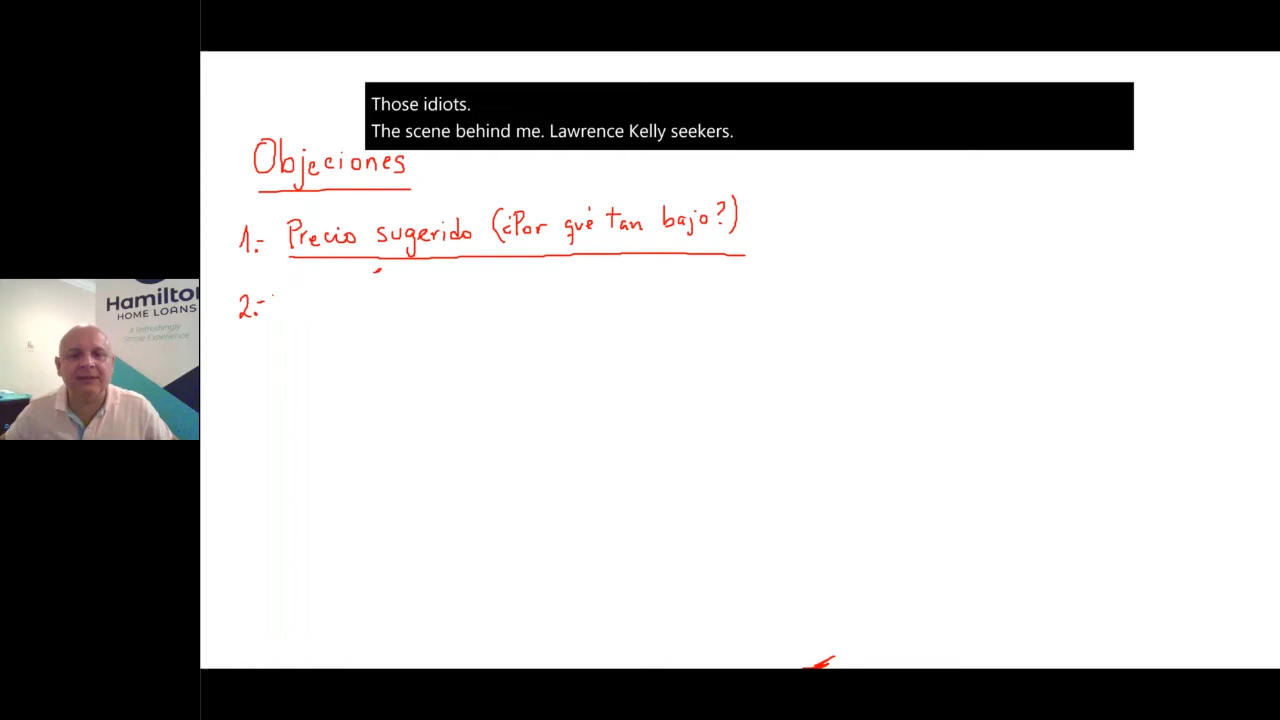 Those idiots.
The scene behind me. Lawrence Kelly seekers.
Objeciones
1.- Precio sugerido (¿Por qué tan bajo?)
2.-
Hamilton
HOME LOANS
a Refreshingly
Simple Experience